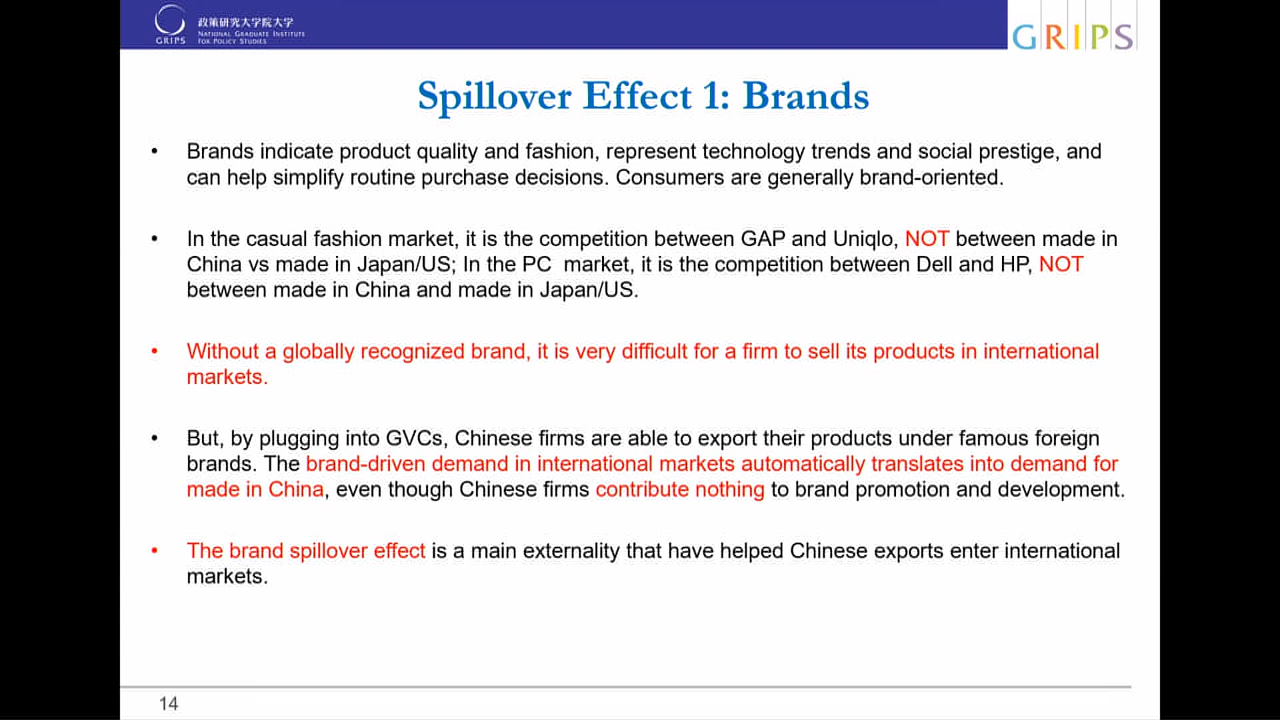 政策研究大学院大学
NATIONAL GRADUATE INSTITUTE
FOR POLICY STUDIES
GRIPS
GRIPS
Spillover Effect 1: Brands
• Brands indicate product quality and fashion, represent technology trends and social prestige, and
can help simplify routine purchase decisions. Consumers are generally brand-oriented.
• In the casual fashion market, it is the competition between GAP and Uniqlo, NOT between made in
China vs made in Japan/US; In the PC  market, it is the competition between Dell and HP, NOT
between made in China and made in Japan/US.
• Without a globally recognized brand, it is very difficult for a firm to sell its products in international
markets.
• But, by plugging into GVCs, Chinese firms are able to export their products under famous foreign
brands. The brand-driven demand in international markets automatically translates into demand for
made in China, even though Chinese firms contribute nothing to brand promotion and development.
• The brand spillover effect is a main externality that have helped Chinese exports enter international
markets.
14